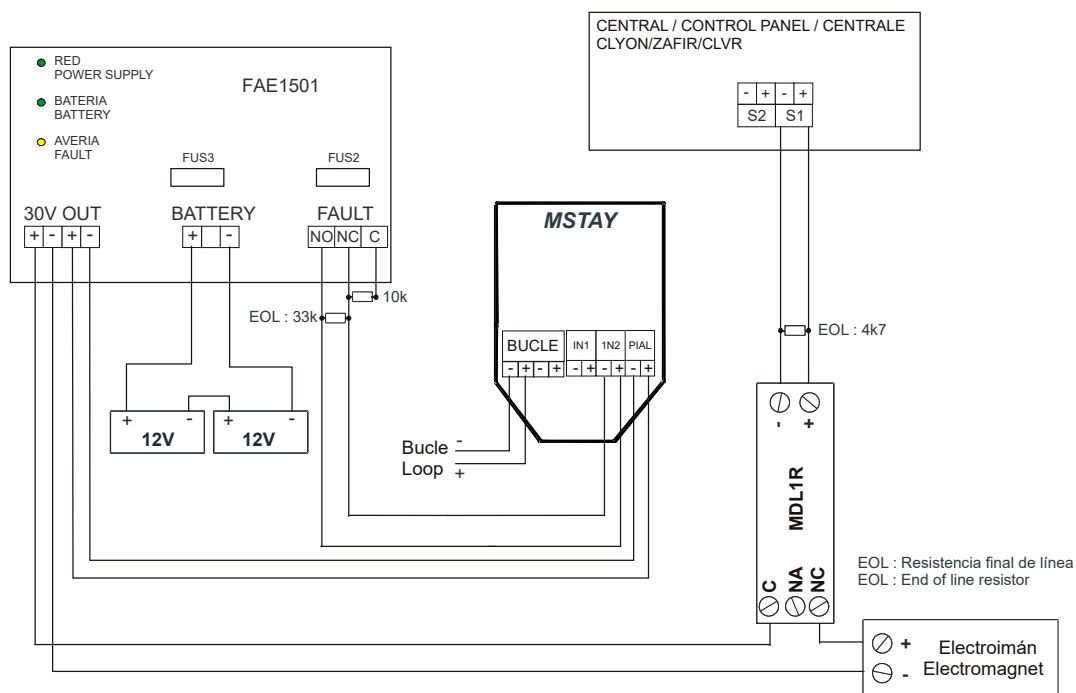 CENTRAL / CONTROL PANEL / CENTRALE
CLYON/ZAFIR/CLVR
- + - +
S2 S1
RED
POWER SUPPLY
BATERIA
BATTERY
AVERIA
FAULT
FAE1501
FUS3
FUS2
30V OUT
BATTERY
FAULT
+ - + -
+ -
NO NC C
10k
EOL : 33k
MSTAY
BUCLE
IN1
1N2
PIAL
- + - +
- + - + - +
EOL : 4k7
+ -
12V
+ -
12V
Bucle -
Loop +
- +
MDL1R
C NA NC
EOL : Resistencia final de línea
EOL : End of line resistor
+ Electroimán
- Electromagnet